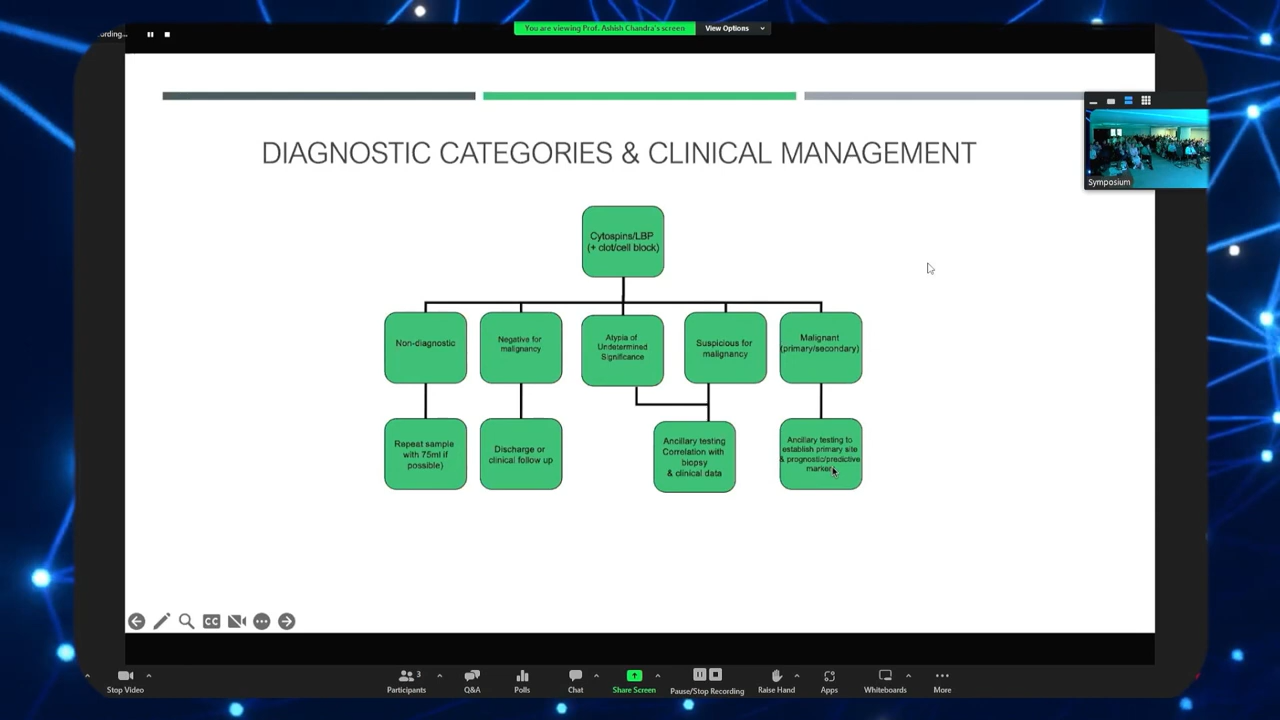 ording...
You are viewing Prof. Ashish Chandra's screen
View Options
Symposium
DIAGNOSTIC CATEGORIES & CLINICAL MANAGEMENT
Cytospins/LBP
(+ clot/cell block)
Non-diagnostic
Negative for
malignancy
Atypia of
Undetermined
Significance
Suspicious for
malignancy
Malignant
(primary/secondary)
Repeat sample
with 75ml if
possible)
Discharge or
clinical follow up
Ancillary testing
Correlation with
biopsy
& clinical data
Ancillary testing to
establish primary site
& prognostic/predictive
markers
CC
Stop Video
Participants
3
Q&A
Polls
Chat
Share Screen
Pause/Stop Recording
Raise Hand
Apps
Whiteboards
More